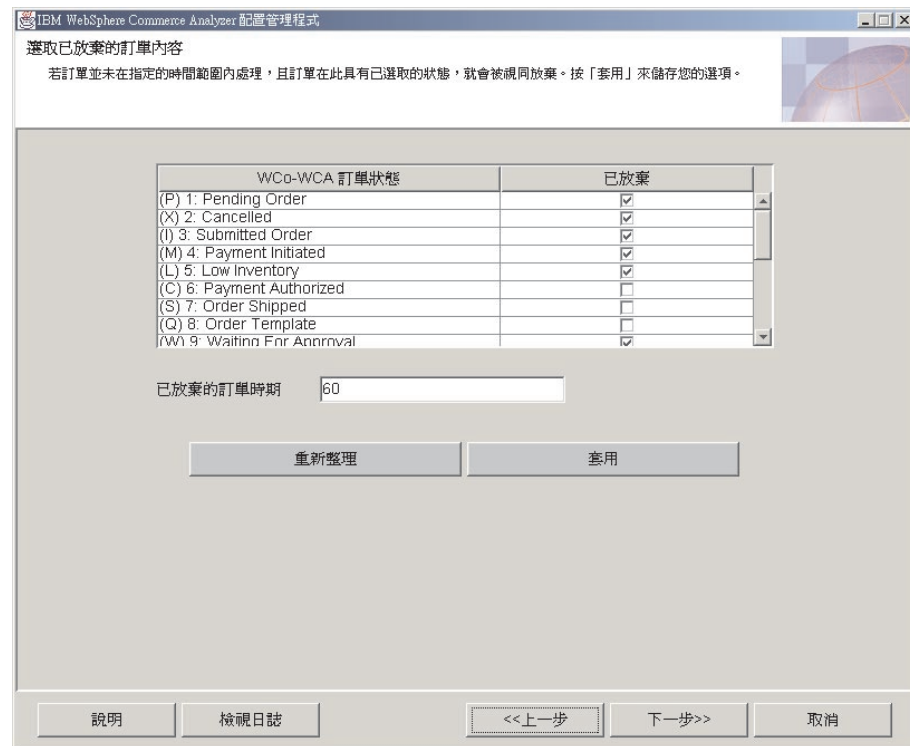 IBM WebSphere Commerce Analyzer 配置管理程式
選取已放棄的訂單內容
若訂單並未在指定的時間範圍內處理，且訂單在此具有已選取的狀態，就會被視同放棄。按「套用」來儲存您的選項。
WCo-WCA 訂單狀態 已放棄
(P) 1: Pending Order
(X) 2: Cancelled
(I) 3: Submitted Order
(M) 4: Payment Initiated
(L) 5: Low Inventory
(C) 6: Payment Authorized
(S) 7: Order Shipped
(Q) 8: Order Template
(W) 9: Waiting For Approval
已放棄的訂單時期 60
重新整理 套用
說明 檢視日誌 <<上一步 下一步>> 取消